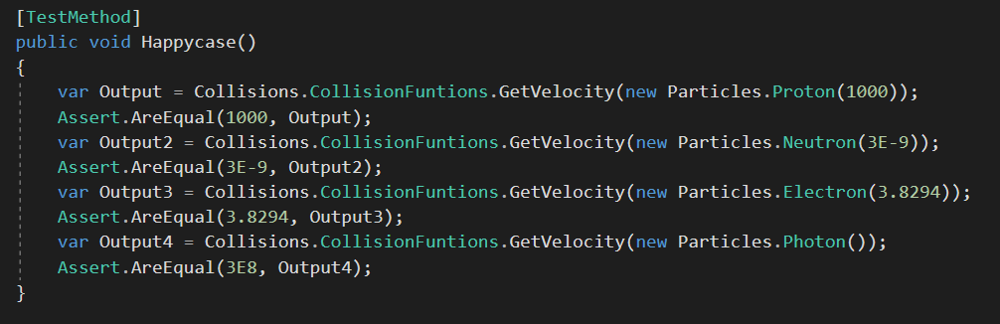 [TestMethod]
public void Happycase()
{
    var Output = Collisions.CollisionFuntions.GetVelocity(new Particles.Proton(1000));
    Assert.AreEqual(1000, Output);
    var Output2 = Collisions.CollisionFuntions.GetVelocity(new Particles.Neutron(3E-9));
    Assert.AreEqual(3E-9, Output2);
    var Output3 = Collisions.CollisionFuntions.GetVelocity(new Particles.Electron(3.8294));
    Assert.AreEqual(3.8294, Output3);
    var Output4 = Collisions.CollisionFuntions.GetVelocity(new Particles.Photon());
    Assert.AreEqual(3E8, Output4);
}